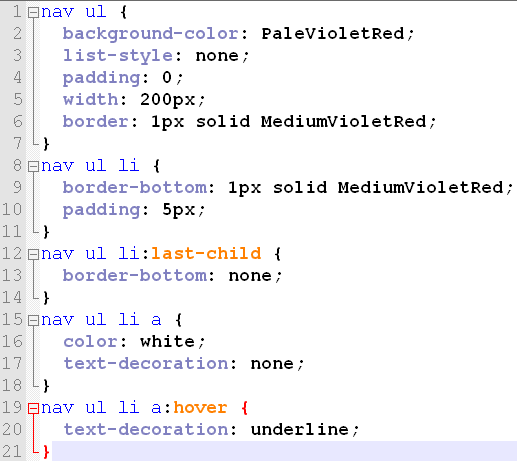 1 nav ul {
2 background-color: PaleVioletRed;
3 list-style: none;
4 padding: 0;
5 width: 200px;
6 border: 1px solid MediumVioletRed;
7 }
8 nav ul li {
9 border-bottom: 1px solid MediumVioletRed;
10 padding: 5px;
11 }
12 nav ul li:last-child {
13 border-bottom: none;
14 }
15 nav ul li a {
16 color: white;
17 text-decoration: none;
18 }
19 nav ul li a:hover {
20 text-decoration: underline;
21 }